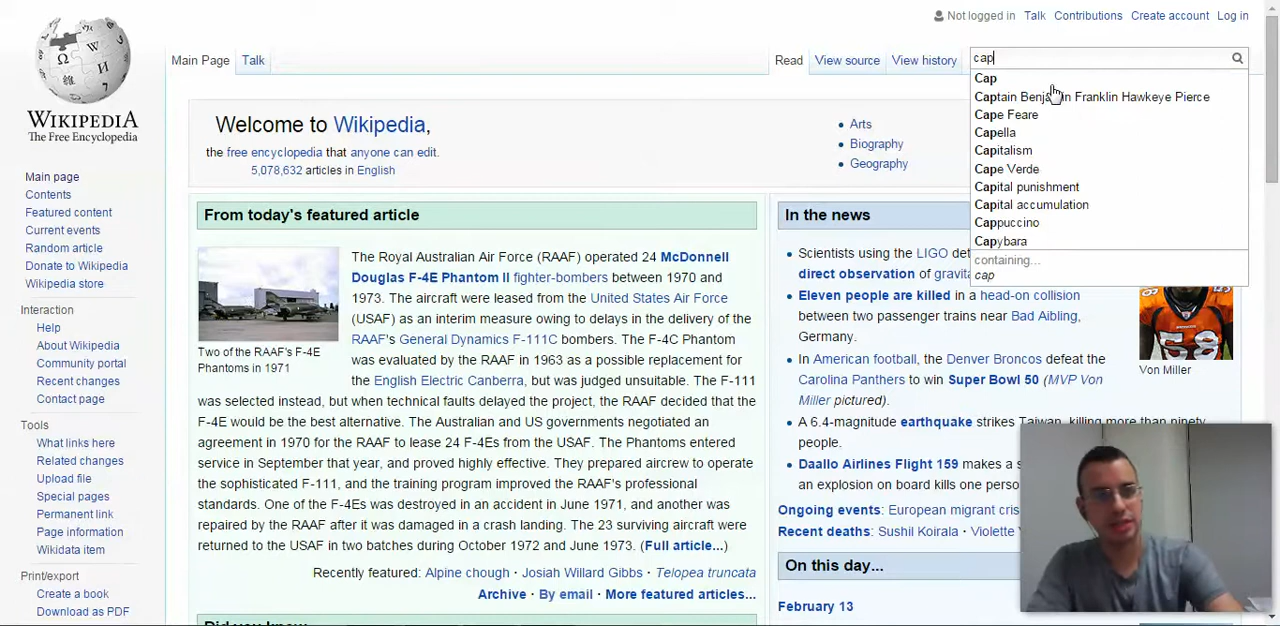 Not logged in Talk Contributions Create account Log in
Main Page Talk Read View source View history cap
WIKIPEDIA
The Free Encyclopedia
Main page
Contents
Featured content
Current events
Random article
Donate to Wikipedia
Wikipedia store
Interaction
Help
About Wikipedia
Community portal
Recent changes
Contact page
Tools
What links here
Related changes
Upload file
Special pages
Permanent link
Page information
Wikidata item
Print/export
Create a book
Download as PDF
Welcome to Wikipedia,
the free encyclopedia that anyone can edit.
5,078,632 articles in English
Arts
Biography
Geography
Cap
Captain Benjamin Franklin Hawkeye Pierce
Cape Feare
Capella
Capitalism
Cape Verde
Capital punishment
Capital accumulation
Cappuccino
Capybara
containing...
cap
From today's featured article
Two of the RAAF's F-4E
Phantoms in 1971
The Royal Australian Air Force (RAAF) operated 24 McDonnell
Douglas F-4E Phantom II fighter-bombers between 1970 and
1973. The aircraft were leased from the United States Air Force
(USAF) as an interim measure owing to delays in the delivery of the
RAAF's General Dynamics F-111C bombers. The F-4C Phantom
was evaluated by the RAAF in 1963 as a possible replacement for
the English Electric Canberra, but was judged unsuitable. The F-111
was selected instead, but when technical faults delayed the project, the RAAF decided that the
F-4E would be the best alternative. The Australian and US governments negotiated an
agreement in 1970 for the RAAF to lease 24 F-4Es from the USAF. The Phantoms entered
service in September that year, and proved highly effective. They prepared aircrew to operate
the sophisticated F-111, and the training program improved the RAAF's professional
standards. One of the F-4Es was destroyed in an accident in June 1971, and another was
repaired by the RAAF after it was damaged in a crash landing. The 23 surviving aircraft were
returned to the USAF in two batches during October 1972 and June 1973. (Full article...)
Recently featured: Alpine chough · Josiah Willard Gibbs · Telopea truncata
Archive · By email · More featured articles...
In the news
Scientists using the LIGO
direct observation of
Eleven people are killed in a head-on collision
between two passenger trains near Bad Aibling,
Germany.
In American football, the Denver Broncos defeat the
Carolina Panthers to win Super Bowl 50 (MVP Von
Miller pictured).
A 6.4-magnitude earthquake strikes Taiwan, killing more than ninety
people.
Daallo Airlines Flight 159 makes a
an explosion on board kills one
Ongoing events: European migrant
Recent deaths: Sushil Koirala · Violette
Von Miller
58
On this day...
February 13
Did you know